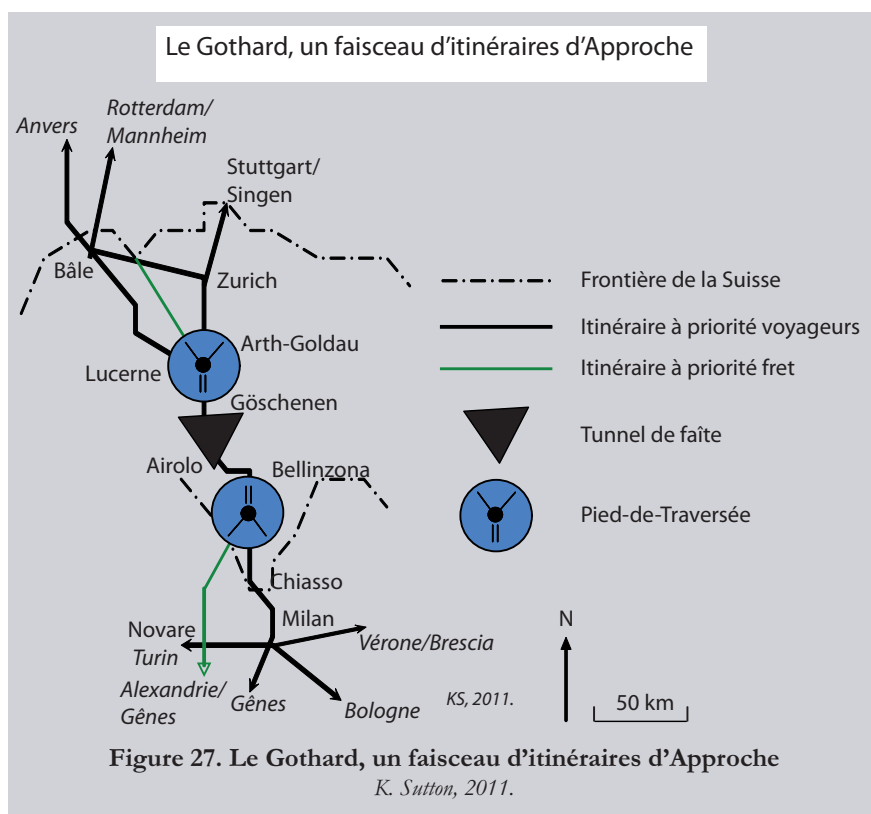 Le Gothard, un faisceau d'itinéraires d'Approche
Rotterdam/
Mannheim
Anvers
Stuttgart/
Singen
Bâle
Zurich
Frontière de la Suisse
Itinéraire à priorité voyageurs
Arth-Goldau
Lucerne
Itinéraire à priorité fret
Göschenen
Tunnel de faîte
Airolo
Bellinzona
Pied-de-Traversée
Chiasso
Milan
Novare
Turin
Vérone/Brescia
N
Alexandrie/
Gênes
Gênes
Bologne
KS, 2011.
50 km
Figure 27. Le Gothard, un faisceau d'itinéraires d'Approche
K. Sutton, 2011.